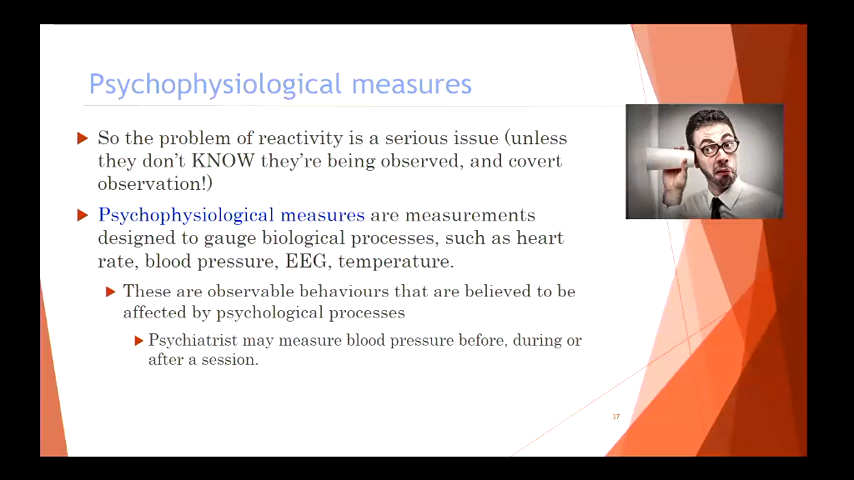 Psychophysiological measures
So the problem of reactivity is a serious issue (unless
they don't KNOW they're being observed, and covert
observation!)
Psychophysiological measures are measurements
designed to gauge biological processes, such as heart
rate, blood pressure, EEG, temperature.
These are observable behaviours that are believed to be
affected by psychological processes
Psychiatrist may measure blood pressure before, during or
after a session.
17